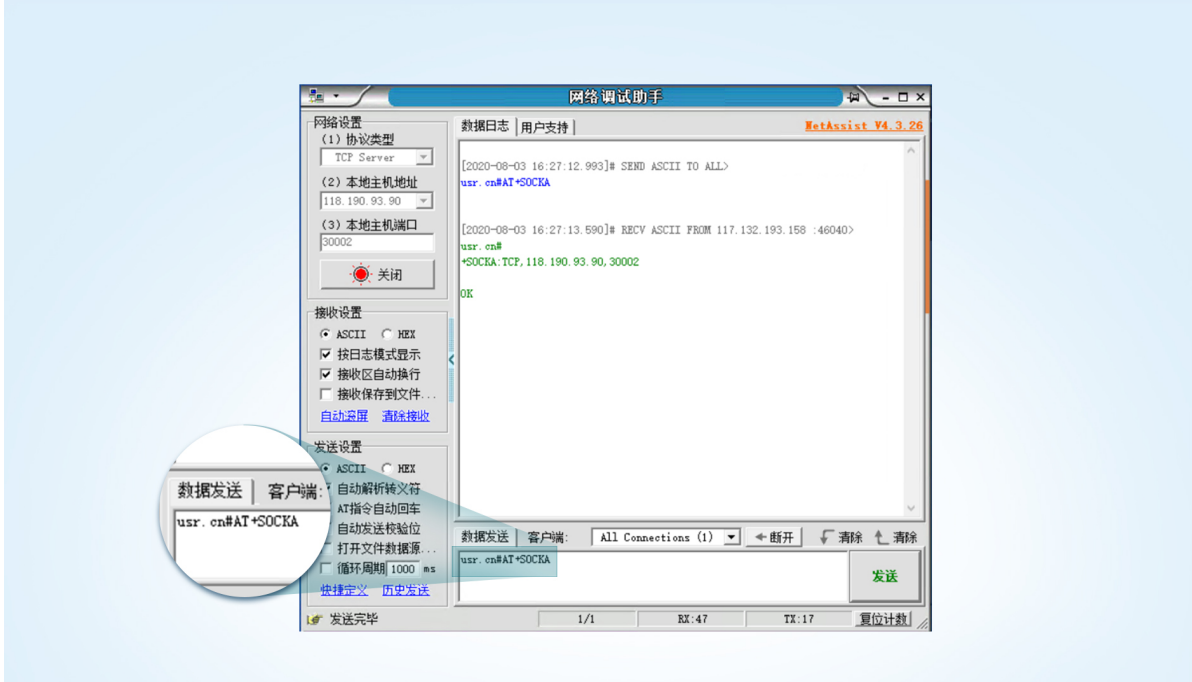 网络调试助手
网络设置
(1) 协议类型
TCP Server
(2) 本地主机地址
118.190.93.90
(3) 本地主机端口
30002
关闭
接收设置
ASCII HEX
按日志模式显示
接收区自动换行
接收保存到文件...
自动滚屏 清除接收
发送设置
ASCII HEX
自动解析转义符
AT指令自动回车
自动发送校验位
打开文件数据源...
循环周期 1000 ms
快捷定义 历史发送
数据日志 用户支持 NetAssist V4.3.26
[2020-08-03 16:27:12.993]# SEND ASCII TO ALL>
usr.cn#AT+SOCKA
[2020-08-03 16:27:13.590]# RECV ASCII FROM 117.132.193.158 :46040>
usr.cn#
+SOCKA:TCP,118.190.93.90,30002
OK
数据发送 客户端: All Connections (1) 断开 清除 清除
usr.cn#AT+SOCKA
发送
数据发送 客户端:
usr.cn#AT+SOCKA
发送完毕 1/1 RX:47 TX:17 复位计数